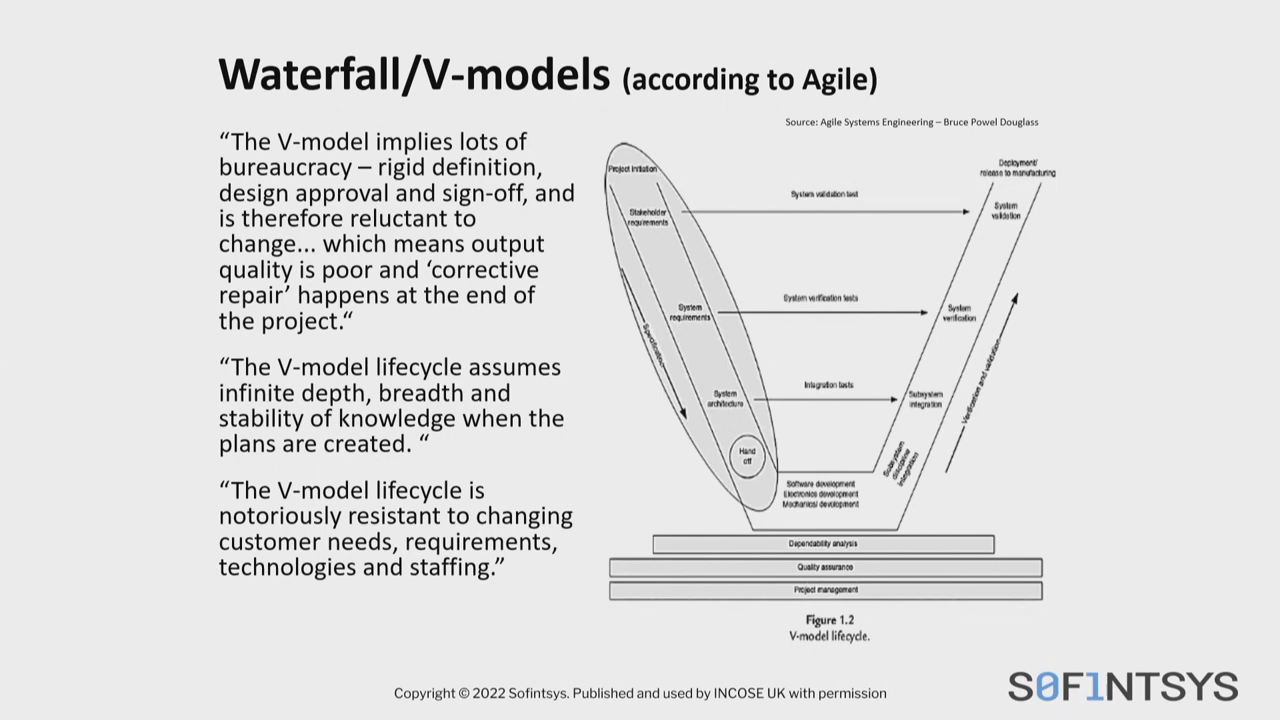 Waterfall/V-models (according to Agile)
Source: Agile Systems Engineering – Bruce Powel Douglass
“The V-model implies lots of
bureaucracy – rigid definition,
design approval and sign-off, and
is therefore reluctant to
change... which means output
quality is poor and ‘corrective
repair’ happens at the end of
the project.“
“The V-model lifecycle assumes
infinite depth, breadth and
stability of knowledge when the
plans are created. “
“The V-model lifecycle is
notoriously resistant to changing
customer needs, requirements,
technologies and staffing.”
Project initiation
Deployment/
release to manufacturing
System validation test
Stakeholder
requirements
System
validation
System verification tests
System
requirements
System
verification
Specification
Verification and validation
Integration tests
System
architecture
Subsystem
integration
Hand
off
Subsystem
discipline
integration
Software development
Electronics development
Mechanical development
Dependability analysis
Quality assurance
Project management
Figure 1.2
V-model lifecycle.
Copyright © 2022 Sofintsys. Published and used by INCOSE UK with permission
S0F1NTSYS